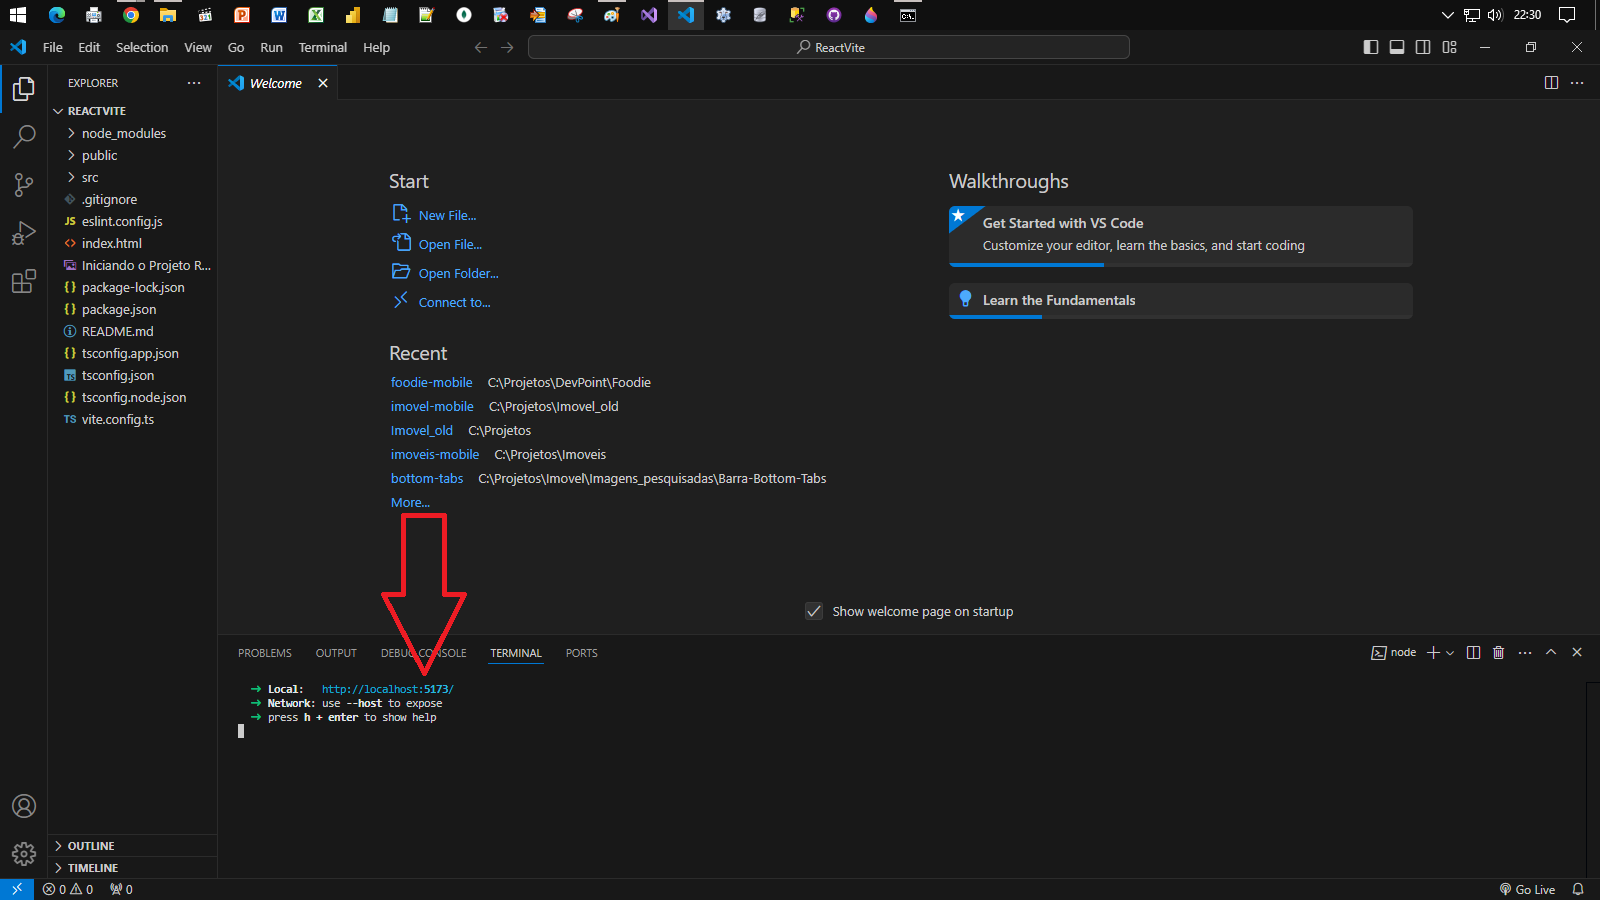 22:30
File Edit Selection View Go Run Terminal Help
ReactVite
EXPLORER
Welcome
REACTVITE
node_modules
public
src
.gitignore
JS eslint.config.js
index.html
Iniciando o Projeto R...
package-lock.json
package.json
README.md
tsconfig.app.json
TS tsconfig.json
tsconfig.node.json
TS vite.config.ts
OUTLINE
TIMELINE
Start
New File...
Open File...
Open Folder...
Connect to...
Recent
foodie-mobile C:\Projetos\DevPoint\Foodie
imovel-mobile C:\Projetos\Imovel_old
Imovel_old C:\Projetos
imoveis-mobile C:\Projetos\Imoveis
bottom-tabs C:\Projetos\Imovel\Imagens_pesquisadas\Barra-Bottom-Tabs
More...
Walkthroughs
Get Started with VS Code
Customize your editor, learn the basics, and start coding
Learn the Fundamentals
Show welcome page on startup
PROBLEMS OUTPUT DEBUG CONSOLE TERMINAL PORTS
node
➜ Local: http://localhost:5173/
➜ Network: use --host to expose
➜ press h + enter to show help
0 0 0
Go Live